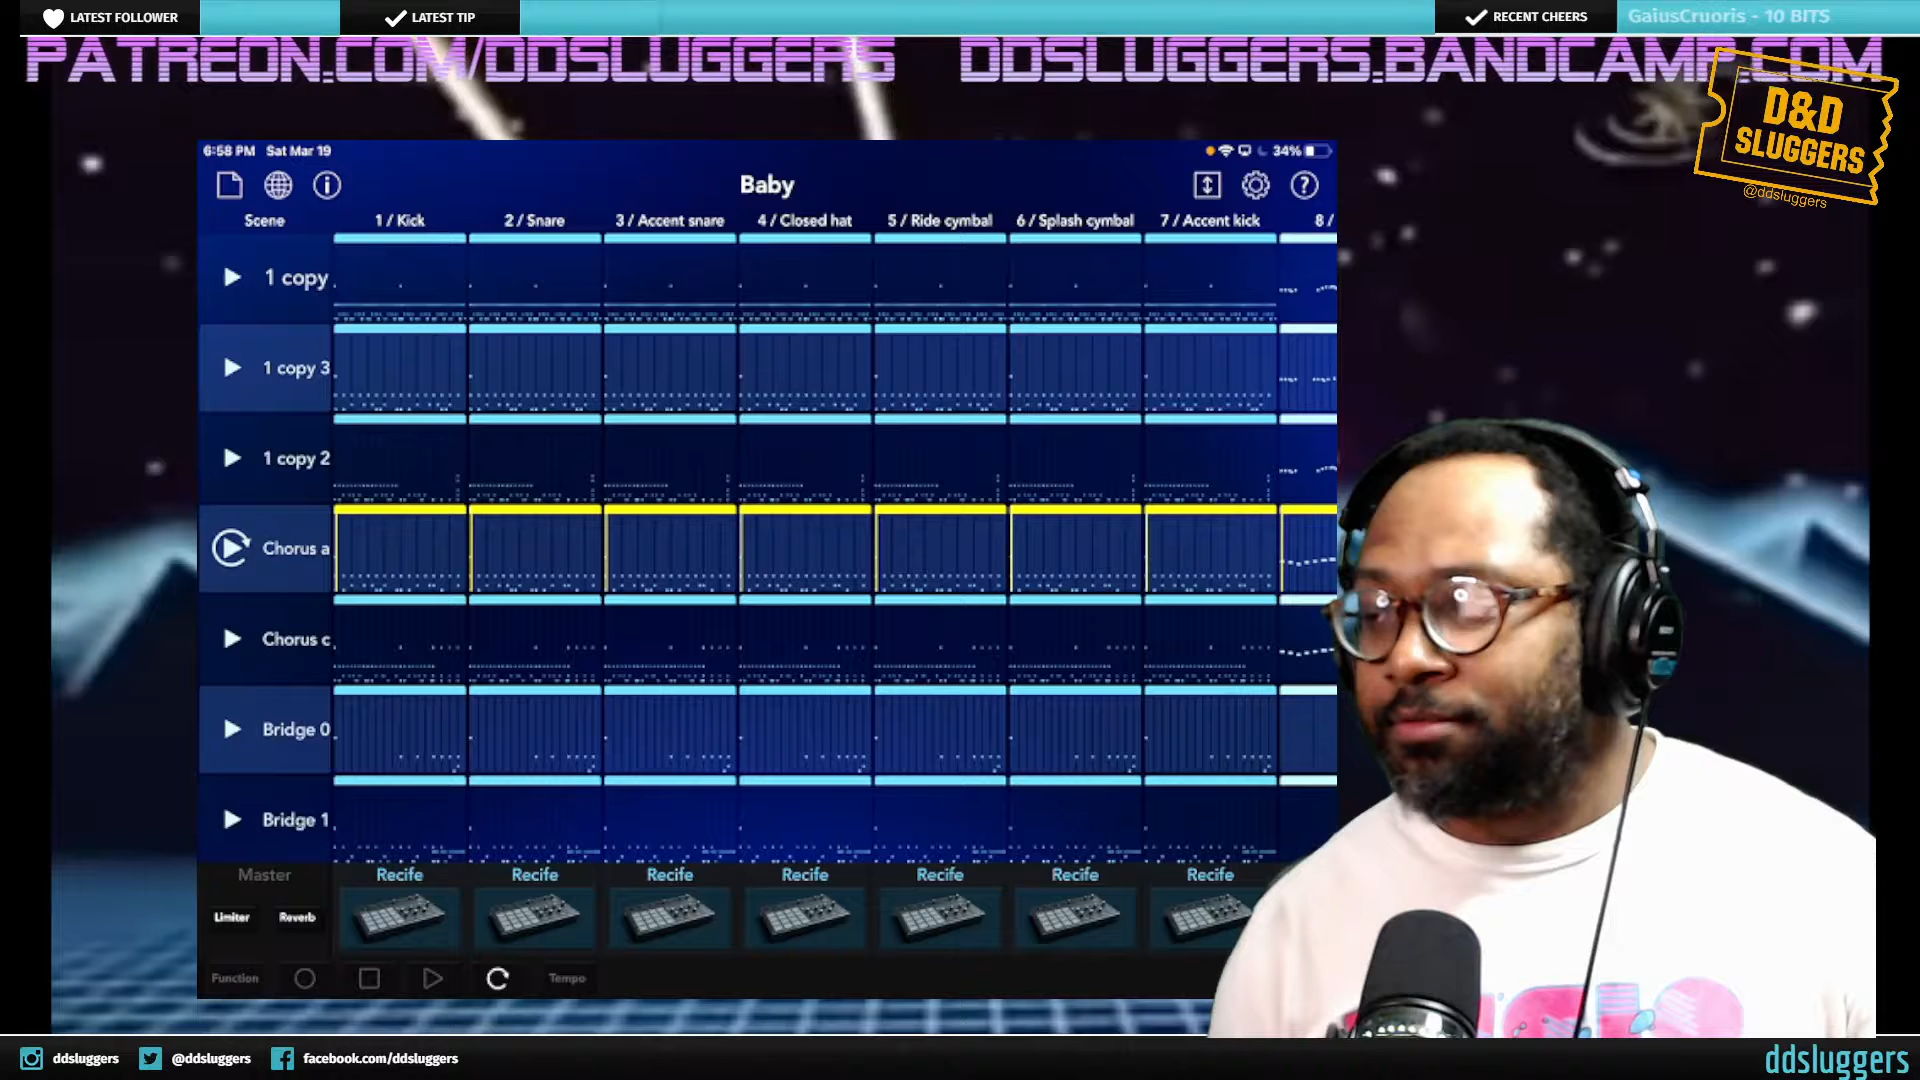 LATEST FOLLOWER
LATEST TIP
RECENT CHEERS
GaiusCruoris - 10 BITS
PATREON.COM/DDSLUGGERS
DDSLUGGERS.BANDCAMP.COM
D&D
SLUGGERS
@ddsluggers
6:58 PM Sat Mar 19
34%
Baby
Scene
1 / Kick
2 / Snare
3 / Accent snare
4 / Closed hat
5 / Ride cymbal
6 / Splash cymbal
7 / Accent kick
8 /
1 copy
1 copy 3
1 copy 2
Chorus a
Chorus c
Bridge 0
Bridge 1
Master
Recife
Recife
Recife
Recife
Recife
Recife
Recife
Limiter
Reverb
Function
Tempo
ddsluggers
@ddsluggers
facebook.com/ddsluggers
ddsluggers